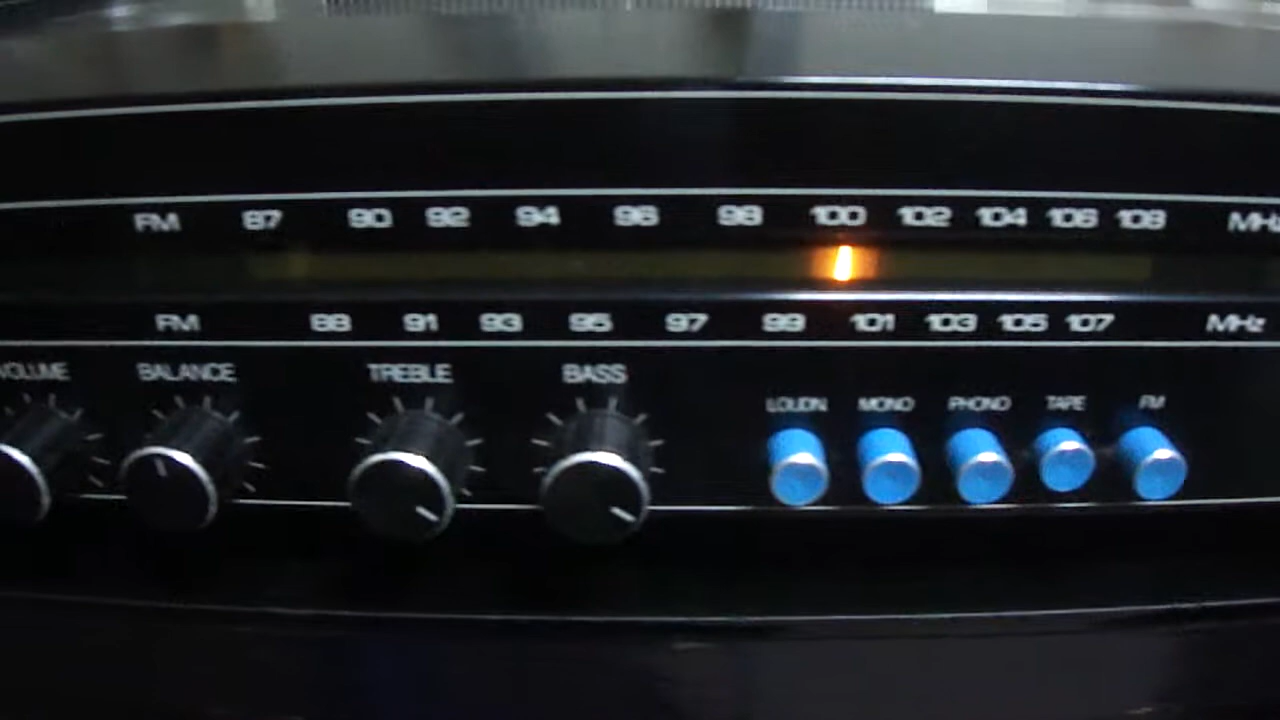 FM 87 90 92 94 96 98 100 102 104 106 108 MHz
FM 88 91 93 95 97 99 101 103 105 107 MHz
VOLUME BALANCE TREBLE BASS
LOUDN. MONO PHONO TAPE FM